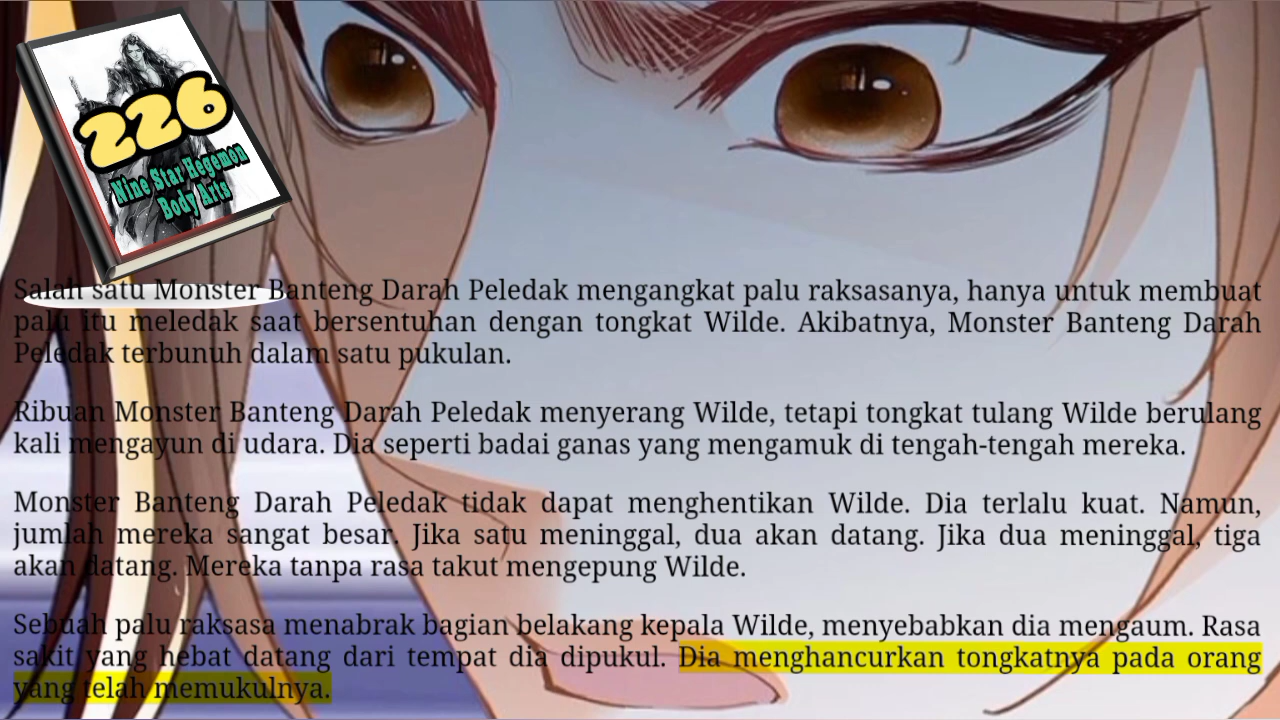 226
Nine Star Hegemon
Body Arts
Salah satu Monster Banteng Darah Peledak mengangkat palu raksasanya, hanya untuk membuat
palu itu meledak saat bersentuhan dengan tongkat Wilde. Akibatnya, Monster Banteng Darah
Peledak terbunuh dalam satu pukulan.
Ribuan Monster Banteng Darah Peledak menyerang Wilde, tetapi tongkat tulang Wilde berulang
kali mengayun di udara. Dia seperti badai ganas yang mengamuk di tengah-tengah mereka.
Monster Banteng Darah Peledak tidak dapat menghentikan Wilde. Dia terlalu kuat. Namun,
jumlah mereka sangat besar. Jika satu meninggal, dua akan datang. Jika dua meninggal, tiga
akan datang. Mereka tanpa rasa takut mengepung Wilde.
Sebuah palu raksasa menabrak bagian belakang kepala Wilde, menyebabkan dia mengaum. Rasa
sakit yang hebat datang dari tempat dia dipukul. Dia menghancurkan tongkatnya pada orang
yang telah memukulnya.